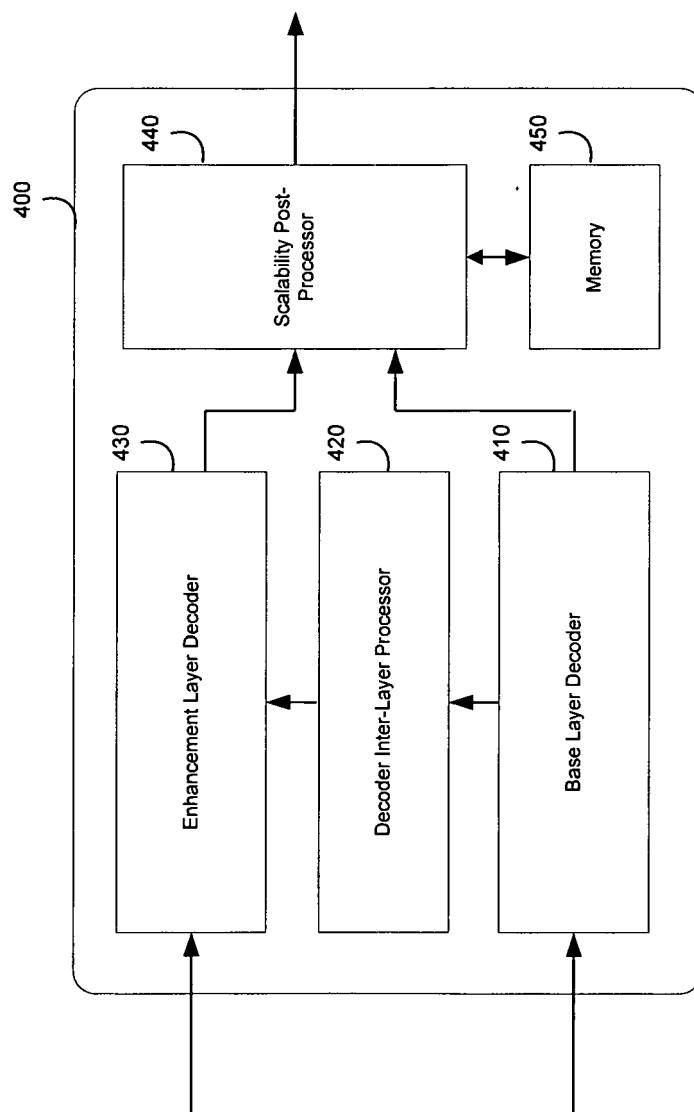 400
430
Enhancement Layer Decoder
440
Scalability Post-
Processor
420
Decoder Inter-Layer Processor
410
Base Layer Decoder
450
Memory